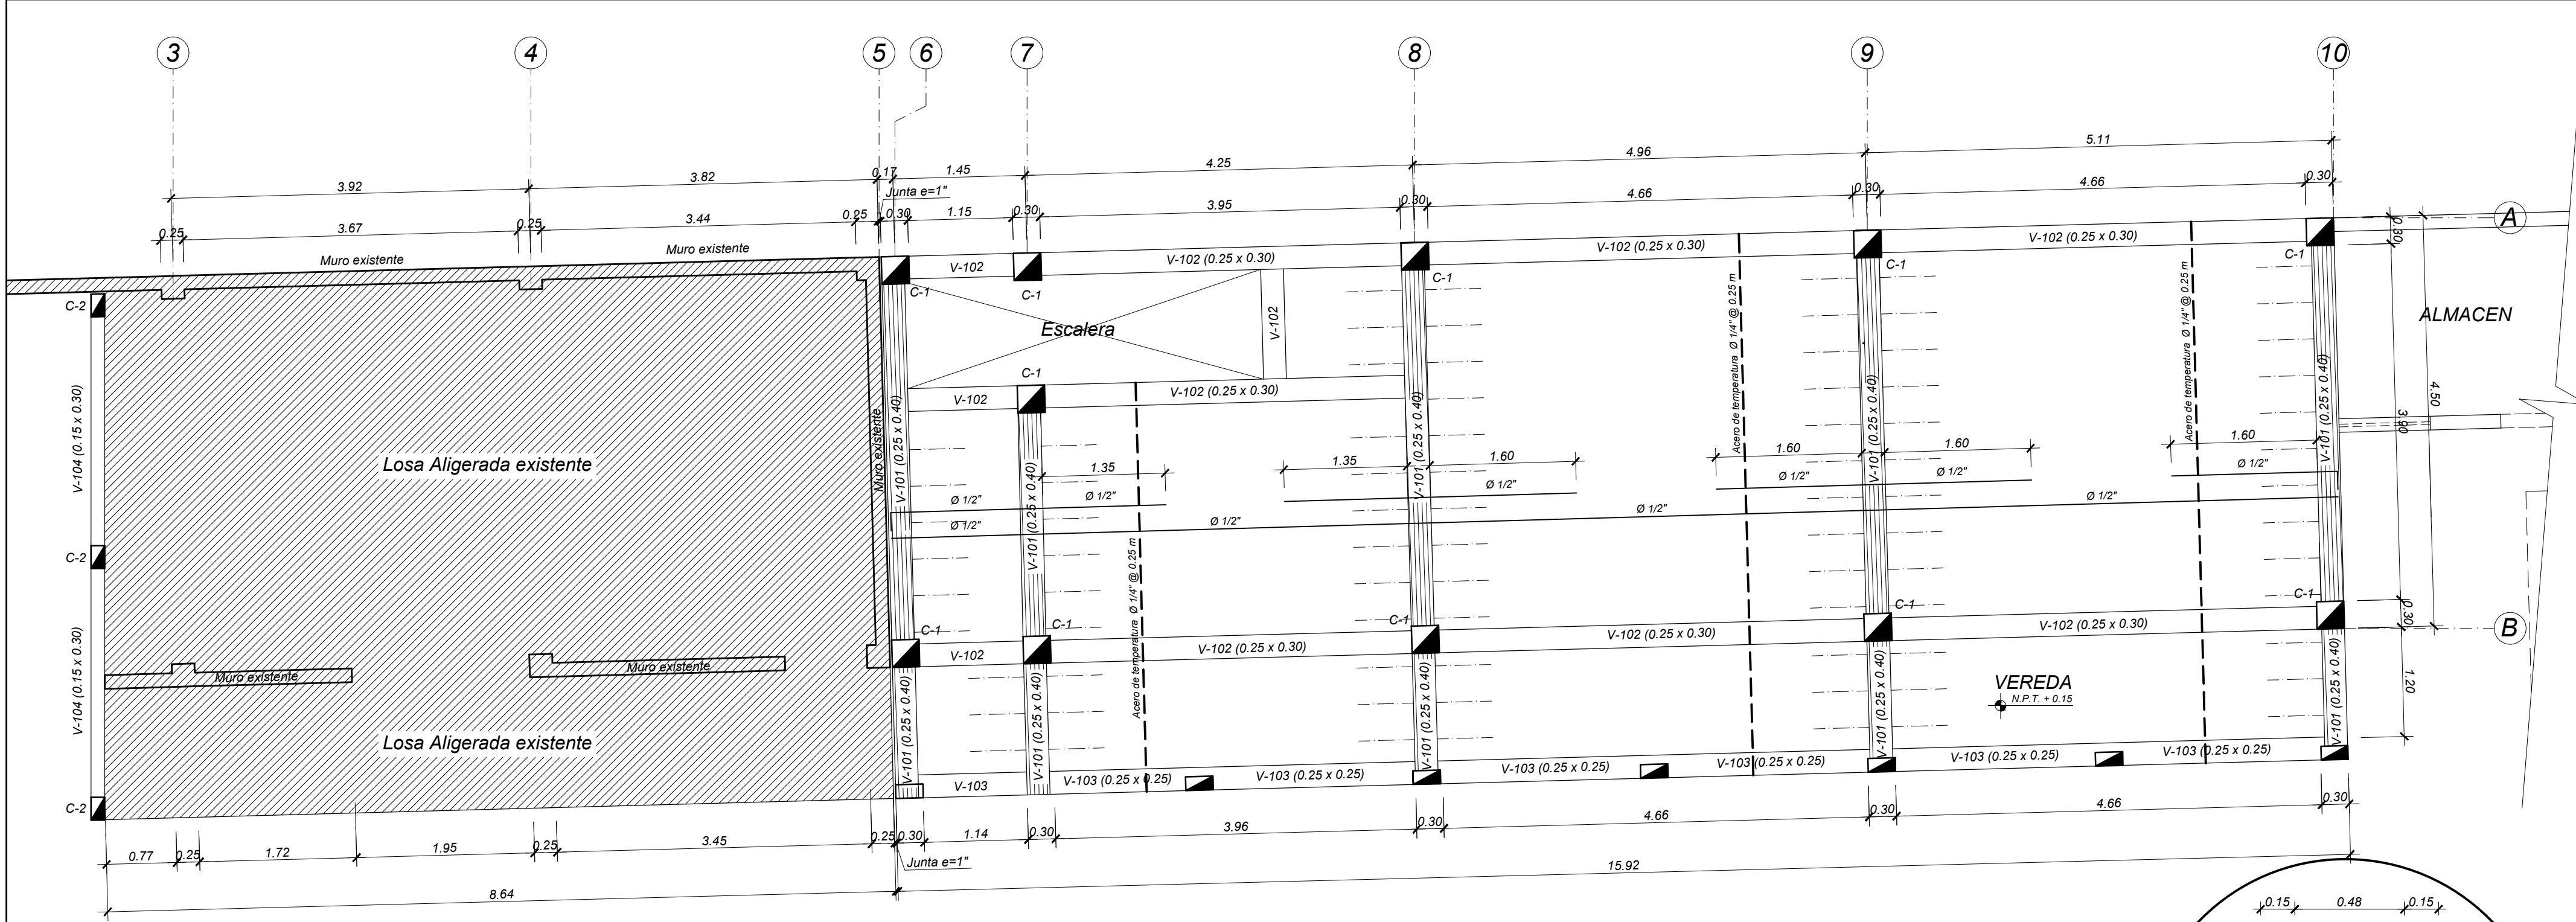 3
4
5
6
7
8
9
10
3.92
3.82
0.17
1.45
4.25
4.96
5.11
Junta e=1"
0.25
3.67
0.25
3.44
0.25
0.30
1.15
0.30
3.95
0.30
4.66
0.30
4.66
0.30
A
0.30
Muro existente
Muro existente
V-102
V-102 (0.25 x 0.30)
V-102 (0.25 x 0.30)
V-102 (0.25 x 0.30)
C-2
C-1
C-1
C-1
C-1
C-1
Escalera
V-102
ALMACEN
Acero de temperatura Ø 1/4" @ 0.25 m
Acero de temperatura Ø 1/4" @ 0.25 m
C-1
V-102
V-102 (0.25 x 0.30)
V-104 (0.15 x 0.30)
Muro existente
V-101 (0.25 x 0.40)
V-101 (0.25 x 0.40)
V-101 (0.25 x 0.40)
V-101 (0.25 x 0.40)
V-101 (0.25 x 0.40)
3.90
4.50
Losa Aligerada existente
1.35
1.35
1.60
1.60
1.60
1.60
Ø 1/2"
Ø 1/2"
Ø 1/2"
Ø 1/2"
Ø 1/2"
Ø 1/2"
Ø 1/2"
Ø 1/2"
Ø 1/2"
Ø 1/2"
C-2
Acero de temperatura Ø 1/4" @ 0.25 m
C-1
C-1
C-1
C-1
C-1
0.30
B
V-102
V-102 (0.25 x 0.30)
V-102 (0.25 x 0.30)
V-102 (0.25 x 0.30)
Muro existente
Muro existente
V-104 (0.15 x 0.30)
V-101 (0.25 x 0.40)
V-101 (0.25 x 0.40)
V-101 (0.25 x 0.40)
V-101 (0.25 x 0.40)
V-101 (0.25 x 0.40)
VEREDA
N.P.T. + 0.15
1.20
Losa Aligerada existente
V-103
V-103 (0.25 x 0.25)
V-103 (0.25 x 0.25)
V-103 (0.25 x 0.25)
V-103 (0.25 x 0.25)
V-103 (0.25 x 0.25)
V-103 (0.25 x 0.25)
C-2
0.77
0.25
1.72
1.95
0.25
3.45
0.25
0.30
1.14
0.30
3.96
0.30
4.66
0.30
4.66
0.30
Junta e=1"
8.64
15.92
0.15
0.48
0.15